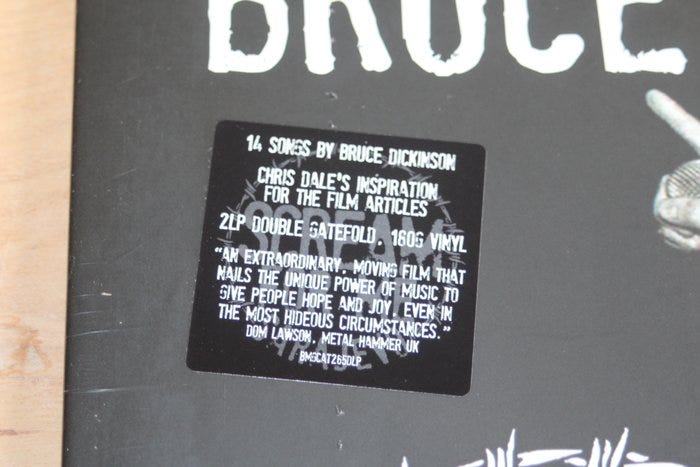 BRUCE
14 SONGS BY BRUCE DICKINSON
CHRIS DALE'S INSPIRATION
FOR THE FILM ARTICLES
2LP DOUBLE GATEFOLD. 180G VINYL
SCREAM
"AN EXTRAORDINARY, MOVING FILM THAT
NAILS THE UNIQUE POWER OF MUSIC TO
GIVE PEOPLE HOPE AND JOY, EVEN IN
THE MOST HIDEOUS CIRCUMSTANCES."
DOM LAWSON, METAL HAMMER UK
SARAJEVO
BMGCAT265DLP